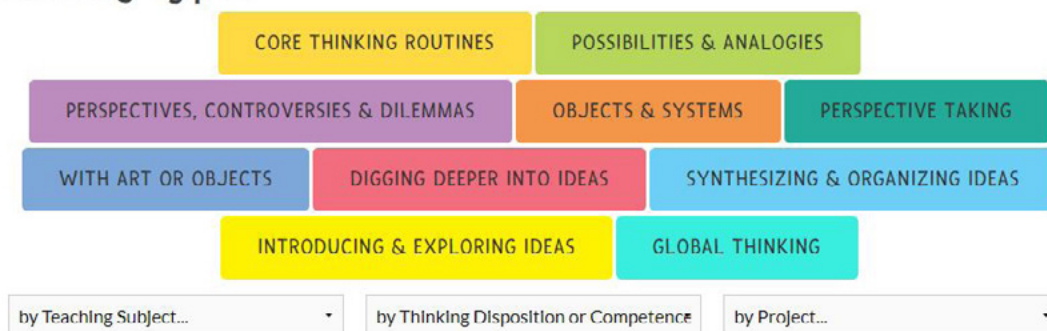 CORE THINKING ROUTINES POSSIBILITIES & ANALOGIES
PERSPECTIVES, CONTROVERSIES & DILEMMAS OBJECTS & SYSTEMS PERSPECTIVE TAKING
WITH ART OR OBJECTS DIGGING DEEPER INTO IDEAS SYNTHESIZING & ORGANIZING IDEAS
INTRODUCING & EXPLORING IDEAS GLOBAL THINKING
by Teaching Subject... by Thinking Disposition or Competence by Project...